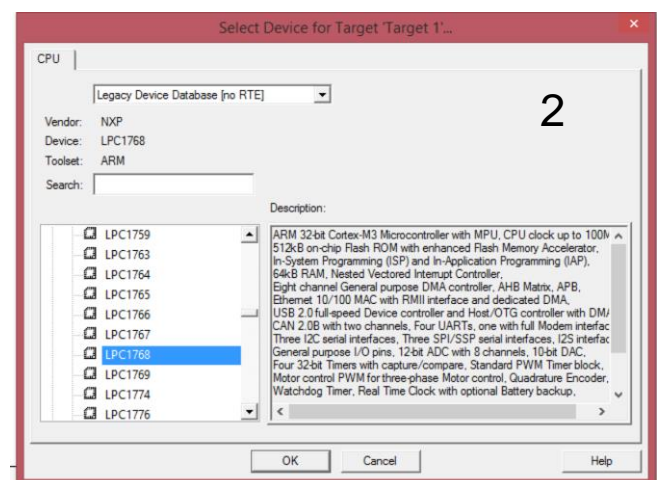 Select Device for Target 'Target 1'...
CPU
Legacy Device Database [no RTE]
2
Vendor: NXP
Device: LPC1768
Toolset: ARM
Search:
Description:
LPC1759
LPC1763
LPC1764
LPC1765
LPC1766
LPC1767
LPC1768
LPC1769
LPC1774
LPC1776
ARM 32-bit Cortex-M3 Microcontroller with MPU, CPU clock up to 100M
512kB on-chip Flash ROM with enhanced Flash Memory Accelerator,
In-System Programming (ISP) and In-Application Programming (IAP),
64kB RAM, Nested Vectored Interrupt Controller,
Eight channel General purpose DMA controller, AHB Matrix, APB,
Ethernet 10/100 MAC with RMII interface and dedicated DMA,
USB 2.0 full-speed Device controller and Host/OTG controller with DMA
CAN 2.0B with two channels, Four UARTs, one with full Modem interfac
Three I2C serial interfaces, Three SPI/SSP serial interfaces, I2S interfac
General purpose I/O pins, 12-bit ADC with 8 channels, 10-bit DAC,
Four 32-bit Timers with capture/compare, Standard PWM Timer block,
Motor control PWM for three-phase Motor control, Quadrature Encoder,
Watchdog Timer, Real Time Clock with optional Battery backup,
OK
Cancel
Help